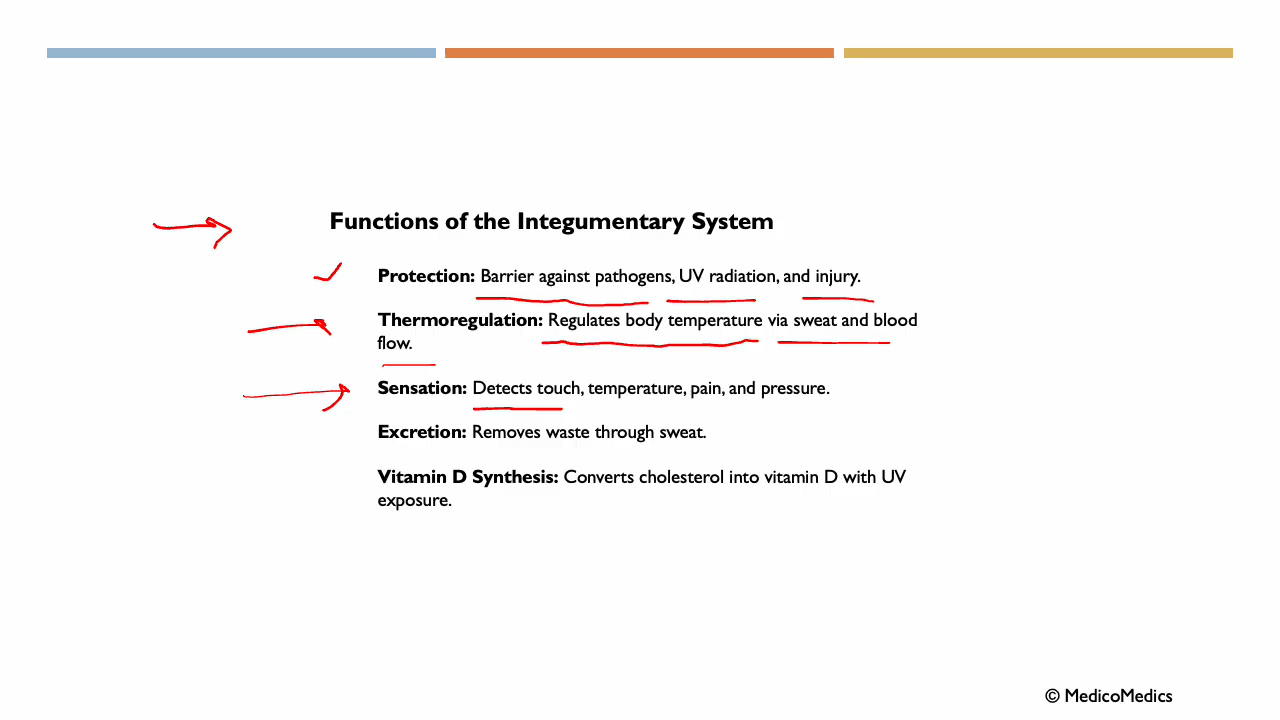 Functions of the Integumentary System
Protection: Barrier against pathogens, UV radiation, and injury.
Thermoregulation: Regulates body temperature via sweat and blood
flow.
Sensation: Detects touch, temperature, pain, and pressure.
Excretion: Removes waste through sweat.
Vitamin D Synthesis: Converts cholesterol into vitamin D with UV
exposure.
© MedicoMedics